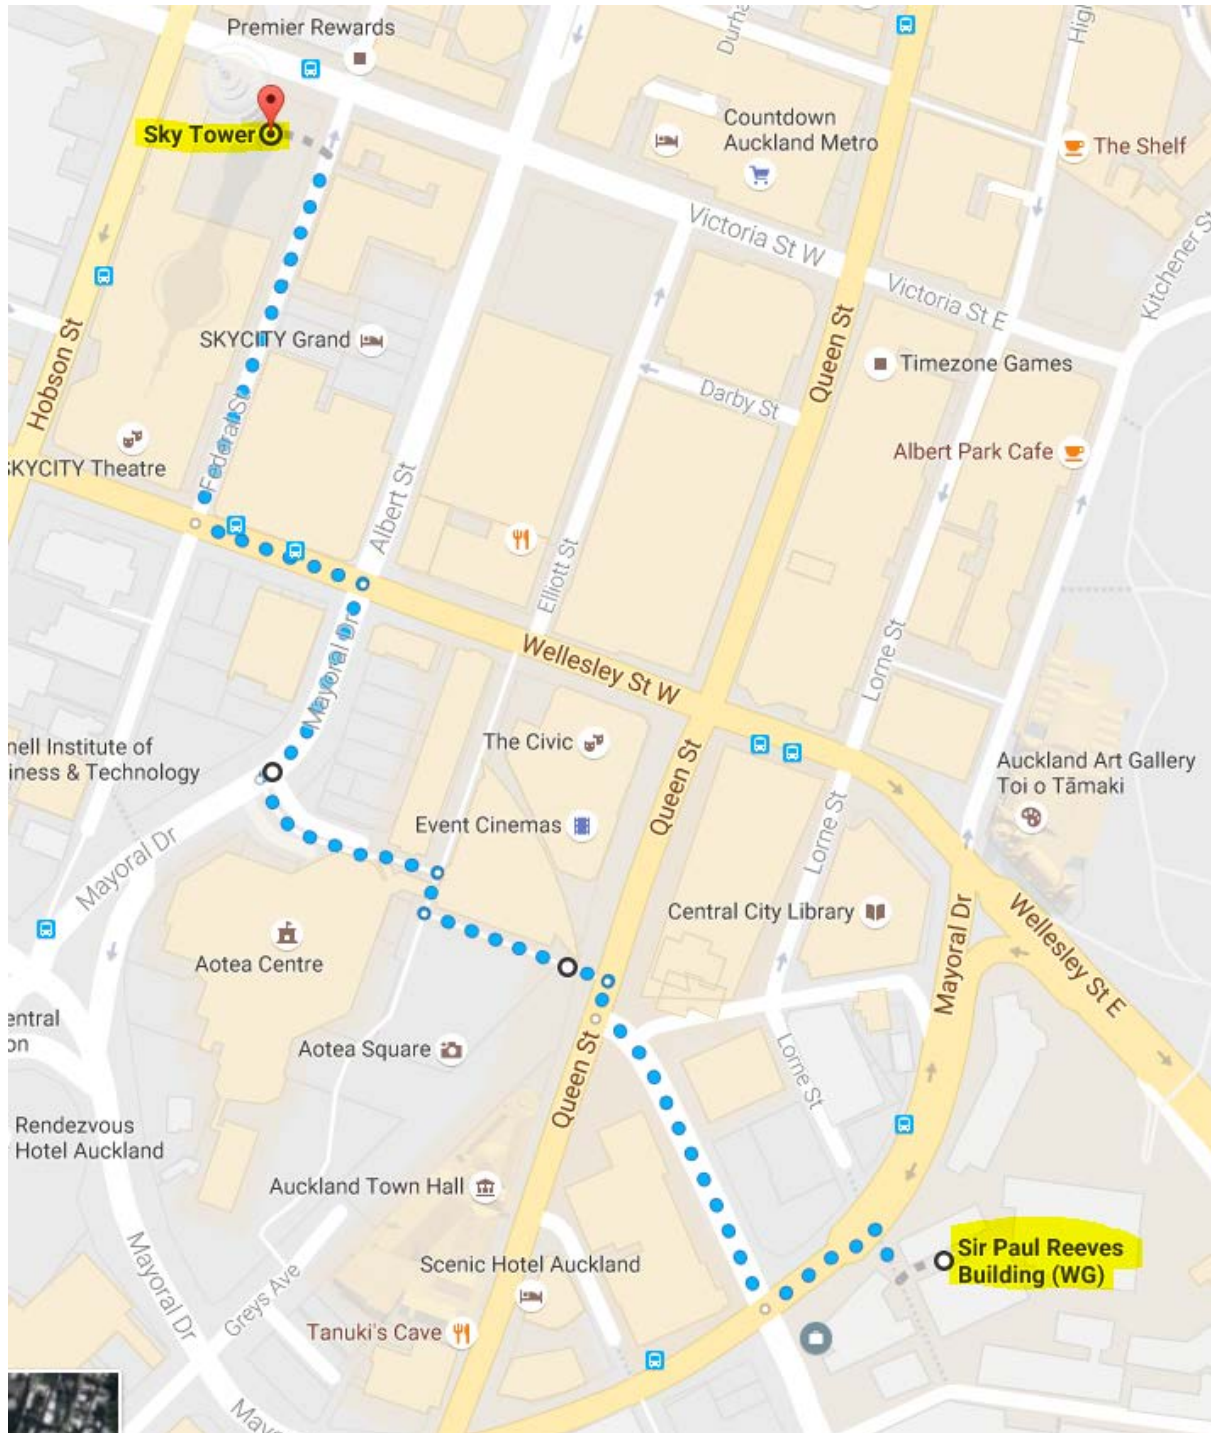 Premier Rewards
Durha
High
Sky Tower
Countdown
Auckland Metro
The Shelf
Victoria St W
Kitchener St
Victoria St E
SKYCITY Grand
Hobson St
Queen St
Timezone Games
Darby St
Albert Park Cafe
KYCITY Theatre
Federal St
Albert St
Elliott St
Mayoral Dr
Wellesley St W
Lorne St
nell Institute of
iness & Technology
The Civic
Queen St
Auckland Art Gallery
Toi o Tāmaki
Event Cinemas
Lorne St
Mayoral Dr
Central City Library
Aotea Centre
Mayoral Dr
Wellesley St E
entral
on
Aotea Square
Queen St
Lorne St
Rendezvous
Hotel Auckland
Auckland Town Hall
Scenic Hotel Auckland
Sir Paul Reeves
Building (WG)
Mayoral Dr
Greys Ave
Tanuki's Cave
Mayo